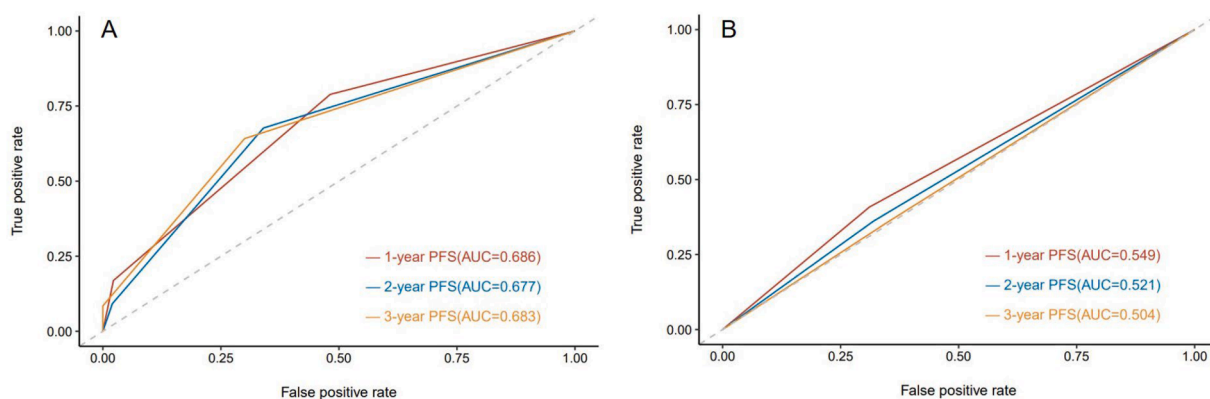 A
True positive rate
1.00
0.75
0.50
0.25
0.00
1-year PFS(AUC=0.686)
2-year PFS(AUC=0.677)
3-year PFS(AUC=0.683)
0.00 0.25 0.50 0.75 1.00
False positive rate
B
True positive rate
1.00
0.75
0.50
0.25
0.00
1-year PFS(AUC=0.549)
2-year PFS(AUC=0.521)
3-year PFS(AUC=0.504)
0.00 0.25 0.50 0.75 1.00
False positive rate